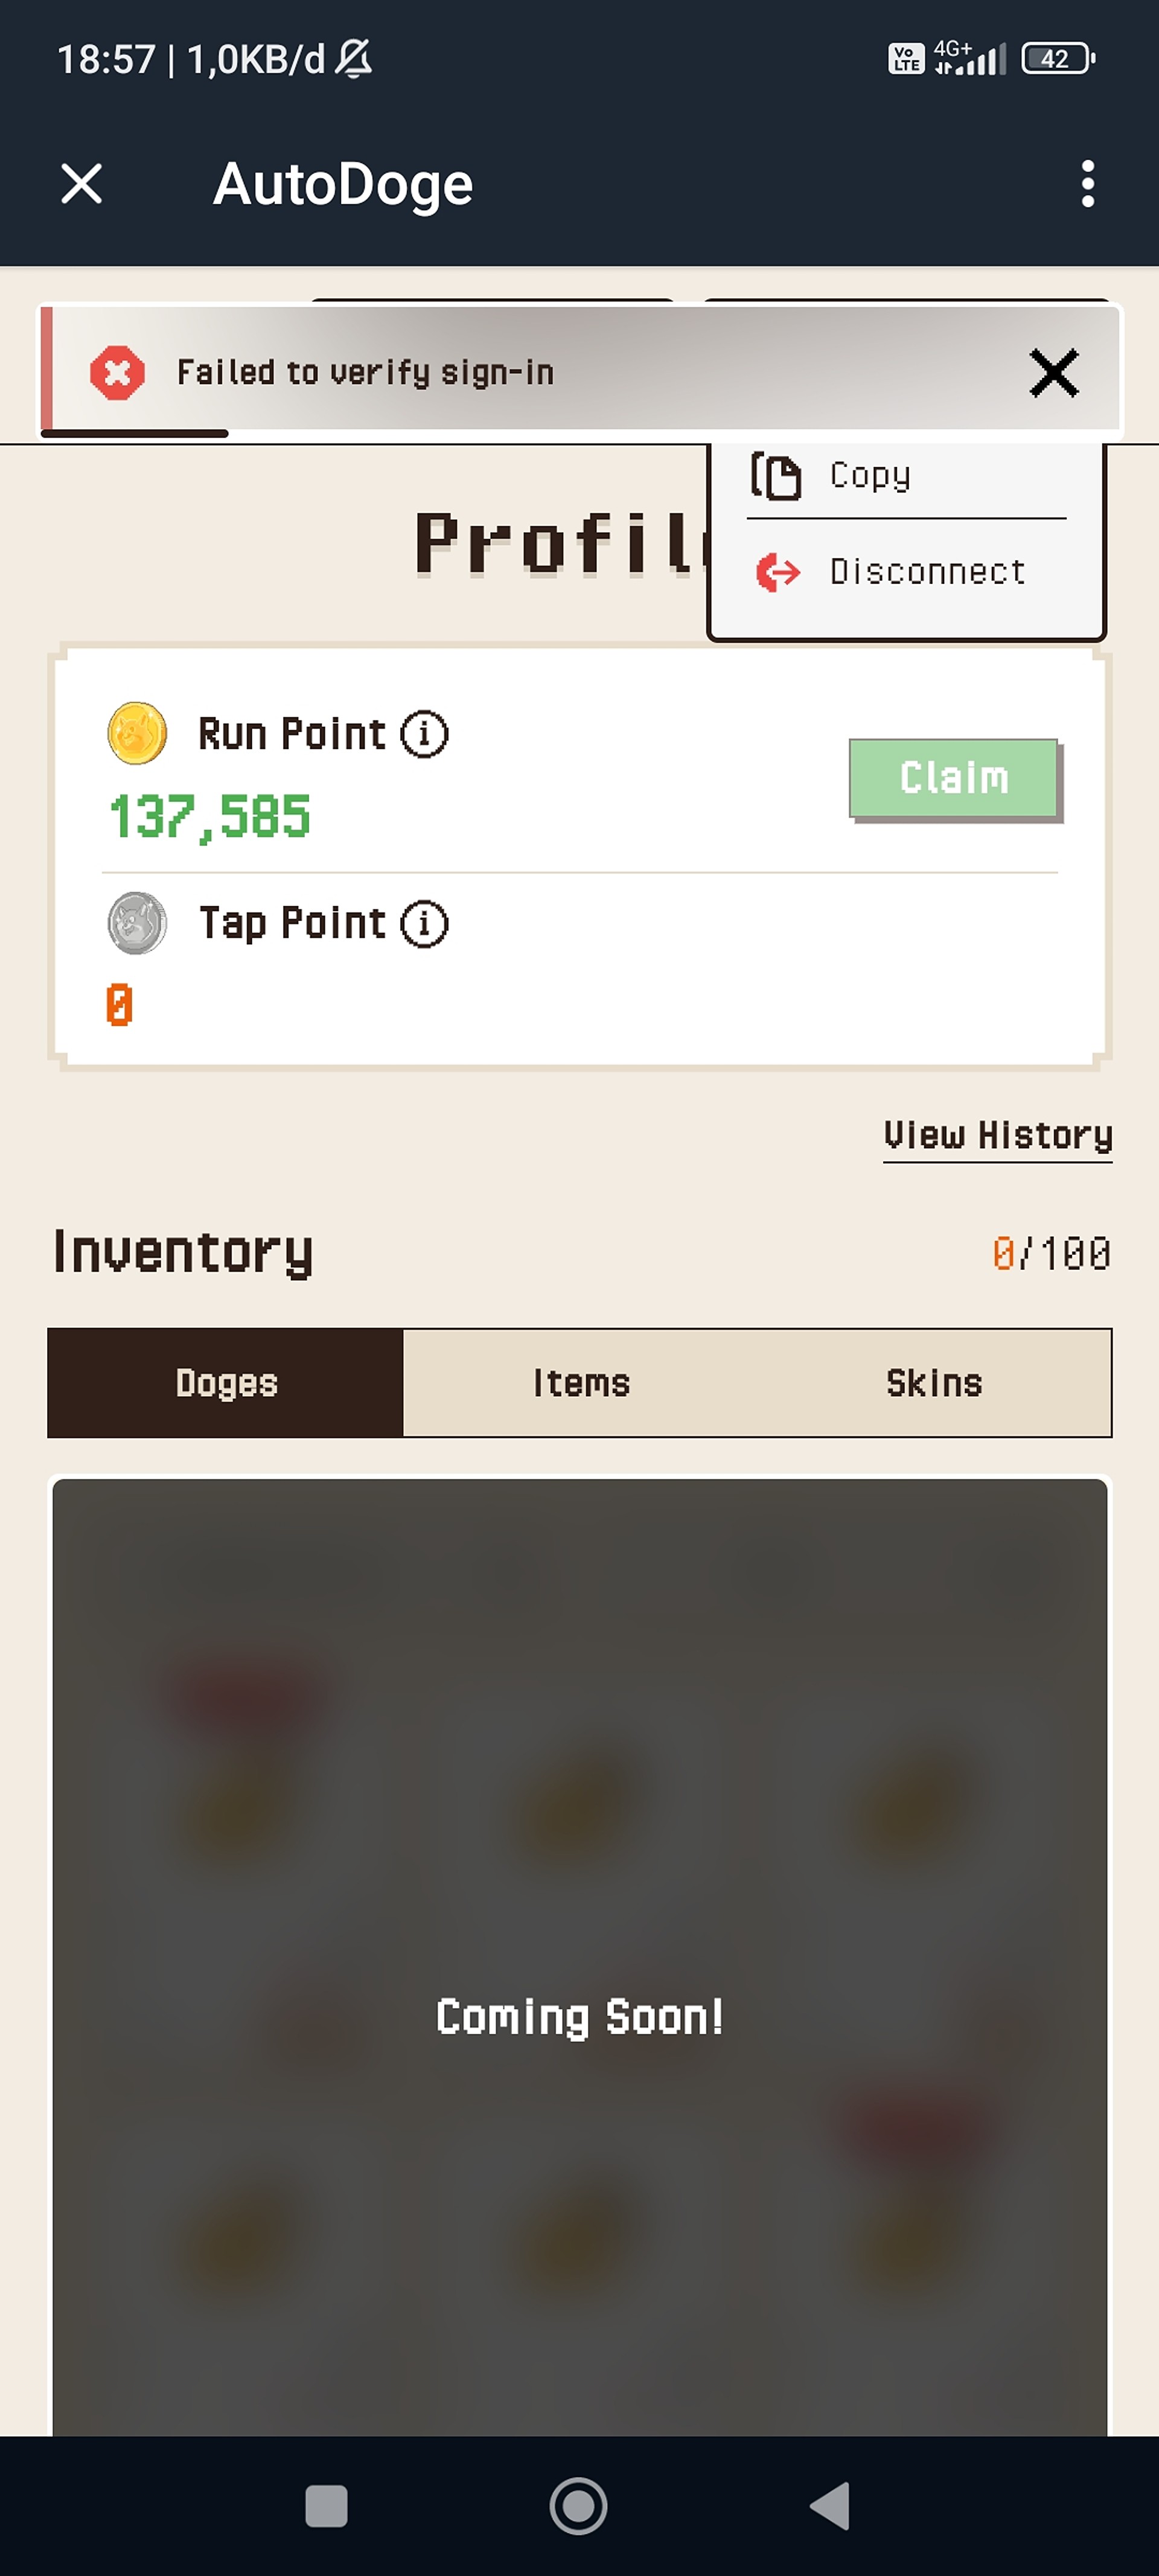 18:57 | 1,0KB/d
Vo LTE 4G+ 42
AutoDoge
Failed to verify sign-in
Copy
Profil
Disconnect
Run Point
Claim
137,585
Tap Point
0
View History
Inventory
0/100
Doges Items Skins
Coming Soon!